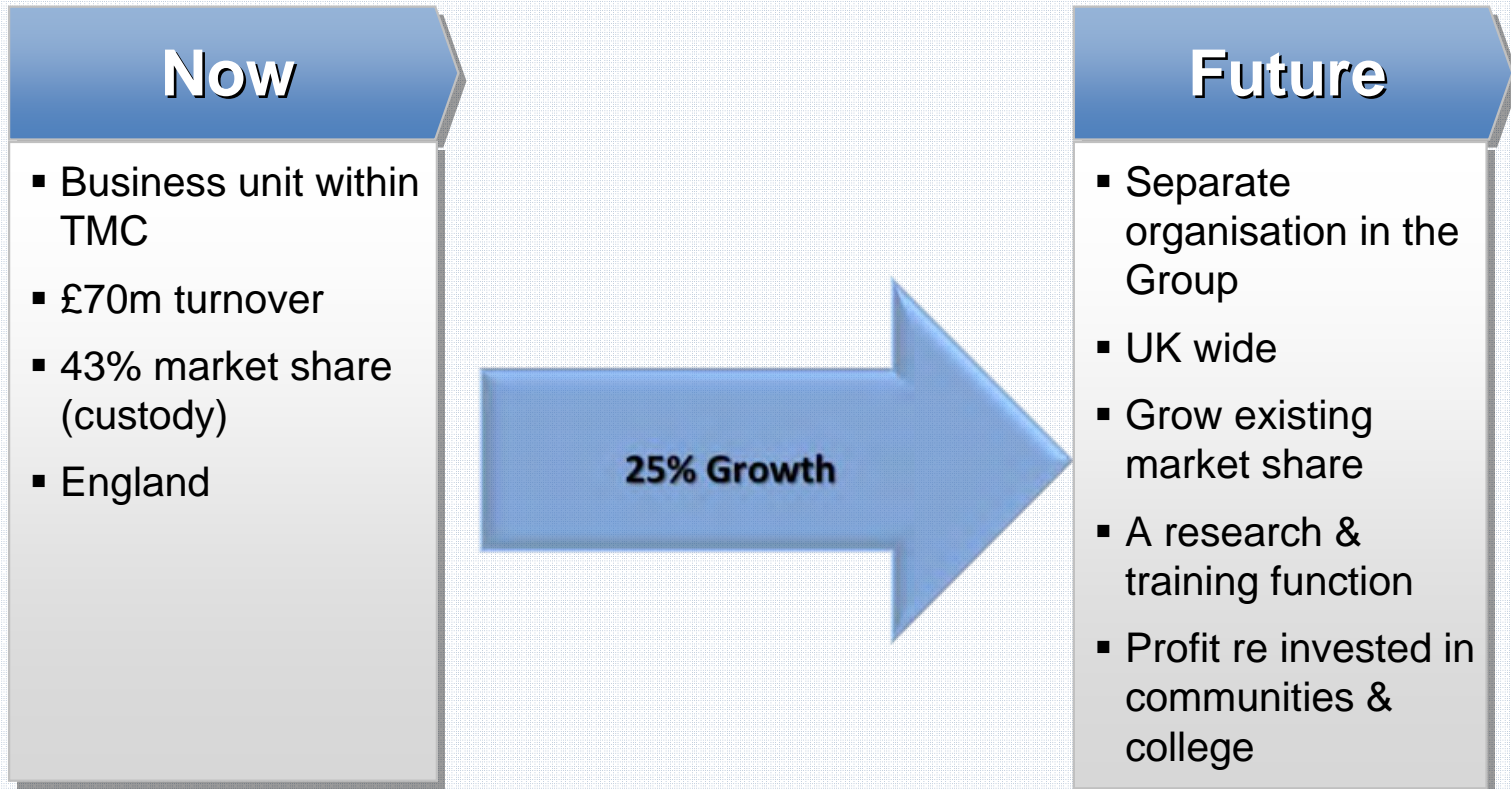 Now
▪ Business unit within
TMC
▪ £70m turnover
▪ 43% market share
(custody)
▪ England
25% Growth
Future
▪ Separate
organisation in the
Group
▪ UK wide
▪ Grow existing
market share
▪ A research &
training function
▪ Profit re invested in
communities &
college